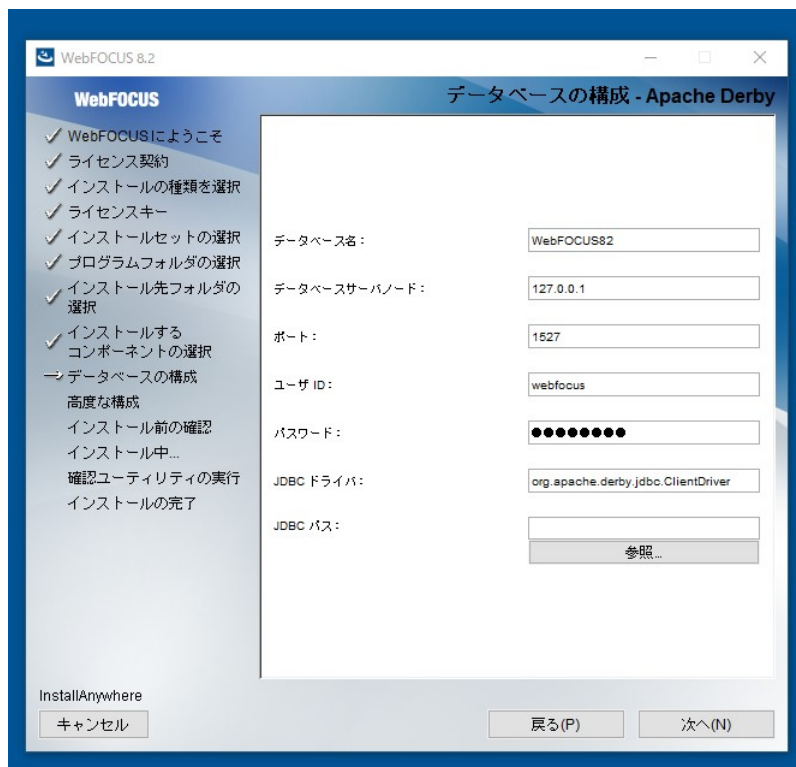 WebFOCUS 8.2
WebFOCUS
データベースの構成 - Apache Derby
WebFOCUSにようこそ
ライセンス契約
インストールの種類を選択
ライセンスキー
インストールセットの選択
プログラムフォルダの選択
インストール先フォルダの
選択
インストールする
コンポーネントの選択
データベースの構成
高度な構成
インストール前の確認
インストール中...
確認ユーティリティの実行
インストールの完了
データベース名：
WebFOCUS82
データベースサーバノード：
127.0.0.1
ポート：
1527
ユーザ ID：
webfocus
パスワード：
●●●●●●●●
JDBC ドライバ：
org.apache.derby.jdbc.ClientDriver
JDBC パス：
参照...
InstallAnywhere
キャンセル
戻る(P)
次へ(N)